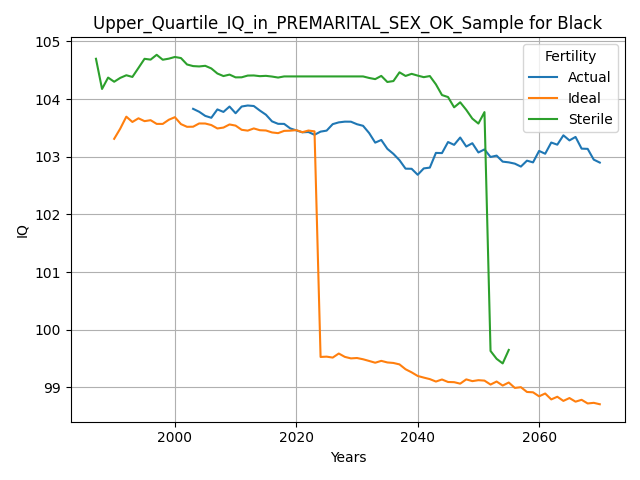 Upper_Quartile_IQ_in_PREMARITAL_SEX_OK_Sample for Black
105
104
103
102
101
100
99
IQ
2000
2020
2040
2060
Years
Fertility
Actual
Ideal
Sterile